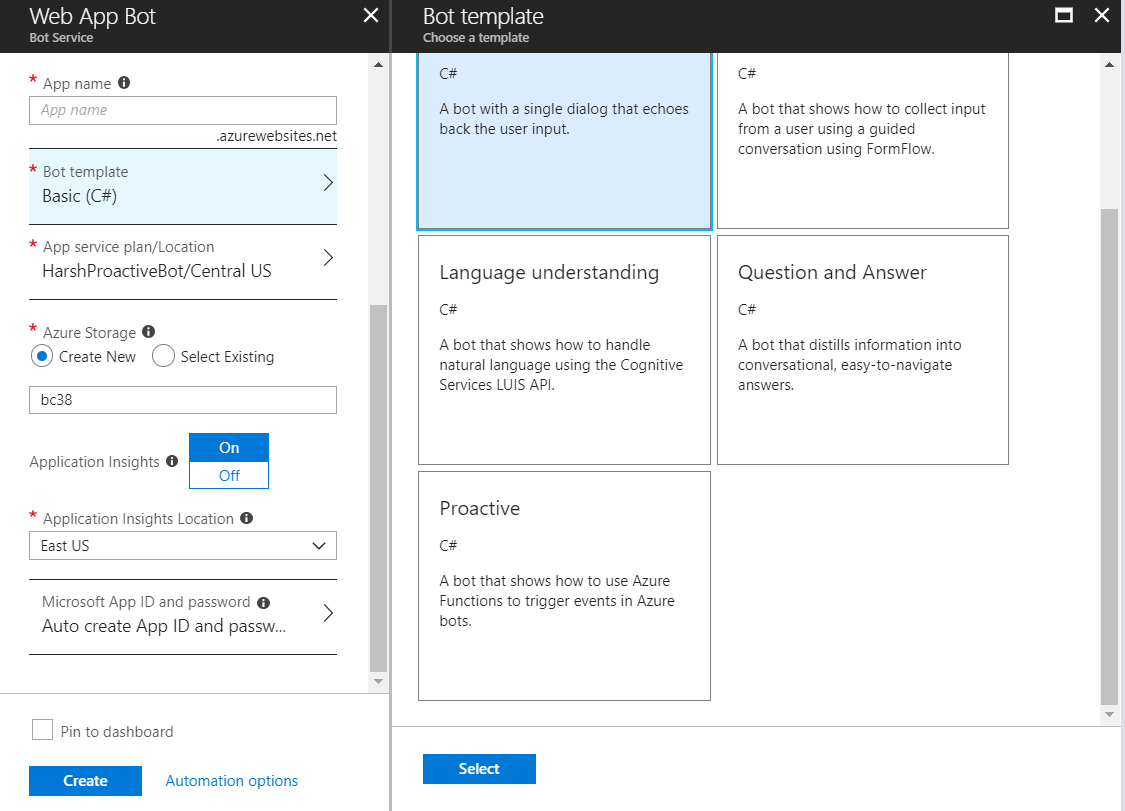 Web App Bot
Bot Service
* App name
App name
.azurewebsites.net
* Bot template
Basic (C#)
* App service plan/Location
HarshProactiveBot/Central US
* Azure Storage
Create New
Select Existing
bc38
Application Insights
On
Off
* Application Insights Location
East US
Microsoft App ID and password
Auto create App ID and passw...
Pin to dashboard
Create
Automation options
Bot template
Choose a template
C#
A bot with a single dialog that echoes
back the user input.
C#
A bot that shows how to collect input
from a user using a guided
conversation using FormFlow.
Language understanding
C#
A bot that shows how to handle
natural language using the Cognitive
Services LUIS API.
Question and Answer
C#
A bot that distills information into
conversational, easy-to-navigate
answers.
Proactive
C#
A bot that shows how to use Azure
Functions to trigger events in Azure
bots.
Select